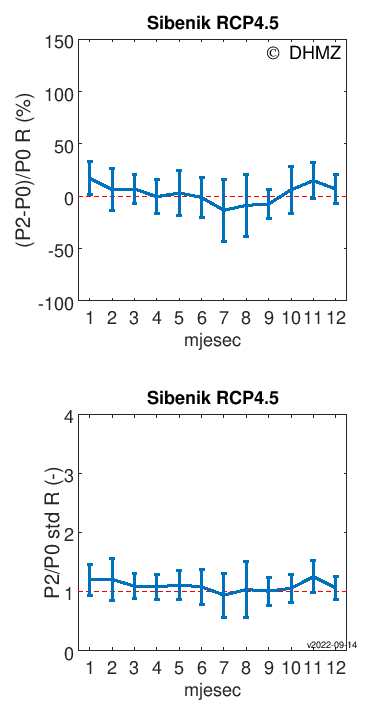 Sibenik RCP4.5
© DHMZ
150
100
50
0
-50
-100
(P2-P0)/P0 R (%)
1 2 3 4 5 6 7 8 9 10 11 12
mjesec
Sibenik RCP4.5
4
3
2
1
0
P2/P0 std R (-)
v2022-09-14
1 2 3 4 5 6 7 8 9 10 11 12
mjesec